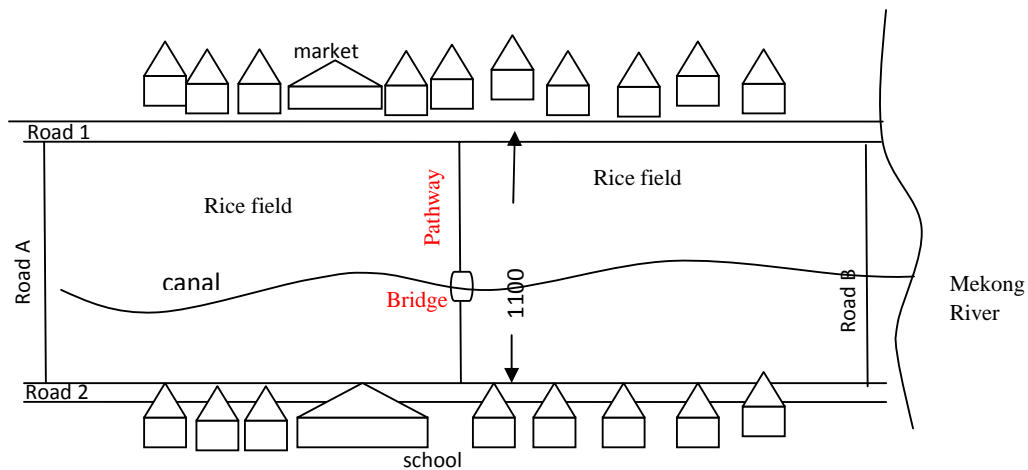 market
Road 1
Rice field
Rice field
Pathway
Road A
canal
Bridge
1100
Road B
Mekong
River
Road 2
school